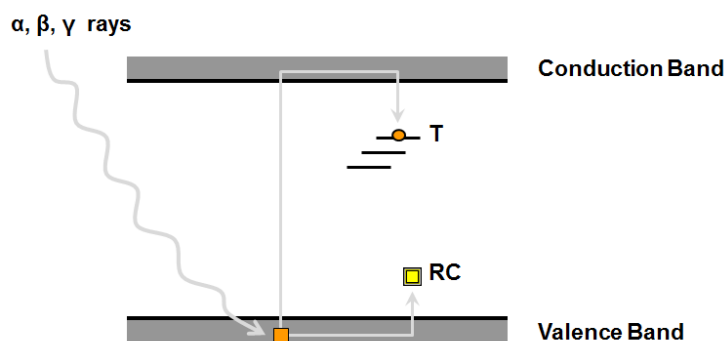 α, β, γ rays
Conduction Band
T
RC
Valence Band